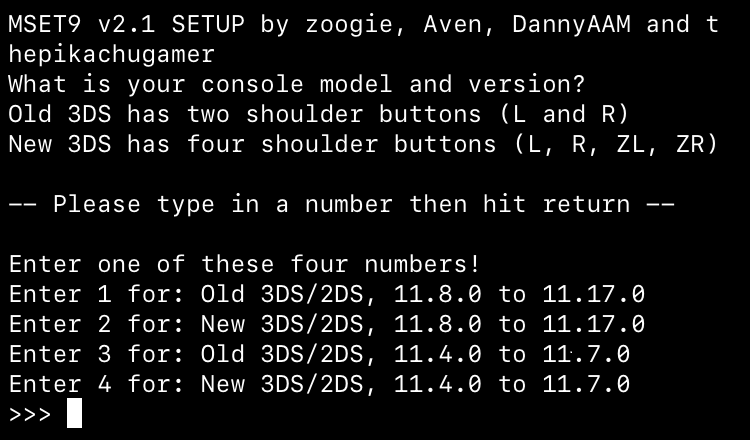 MSET9 v2.1 SETUP by zoogie, Aven, DannyAAM and t
hepikachugamer
What is your console model and version?
Old 3DS has two shoulder buttons (L and R)
New 3DS has four shoulder buttons (L, R, ZL, ZR)
—— Please type in a number then hit return ——
Enter one of these four numbers!
Enter 1 for: Old 3DS/2DS, 11.8.0 to 11.17.0
Enter 2 for: New 3DS/2DS, 11.8.0 to 11.17.0
Enter 3 for: Old 3DS/2DS, 11.4.0 to 11.7.0
Enter 4 for: New 3DS/2DS, 11.4.0 to 11.7.0
>>>